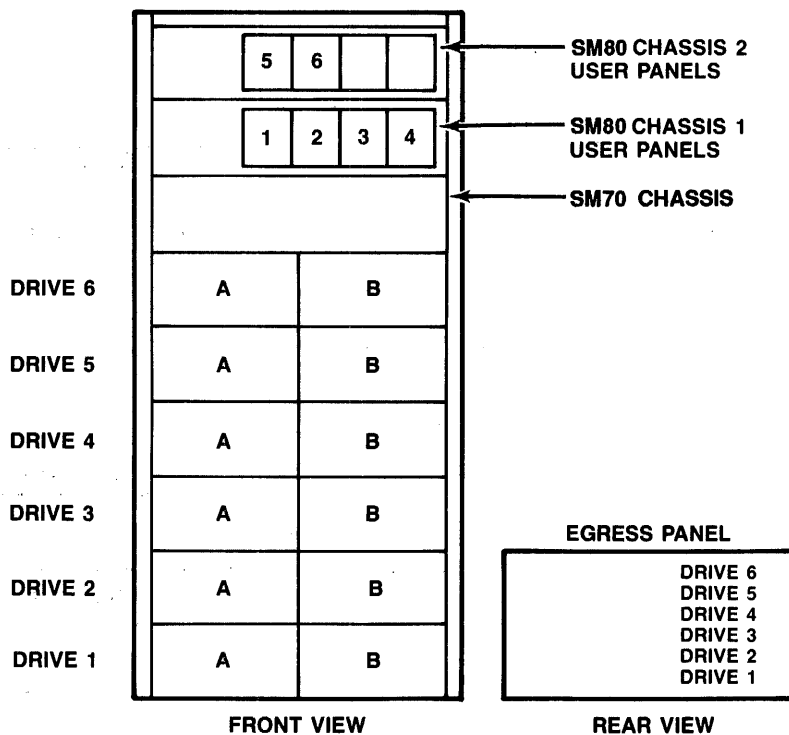 5 6
SM80 CHASSIS 2
USER PANELS
1 2 3 4
SM80 CHASSIS 1
USER PANELS
SM70 CHASSIS
DRIVE 6 A B
DRIVE 5 A B
DRIVE 4 A B
DRIVE 3 A B
DRIVE 2 A B
DRIVE 1 A B
FRONT VIEW
EGRESS PANEL
DRIVE 6
DRIVE 5
DRIVE 4
DRIVE 3
DRIVE 2
DRIVE 1
REAR VIEW